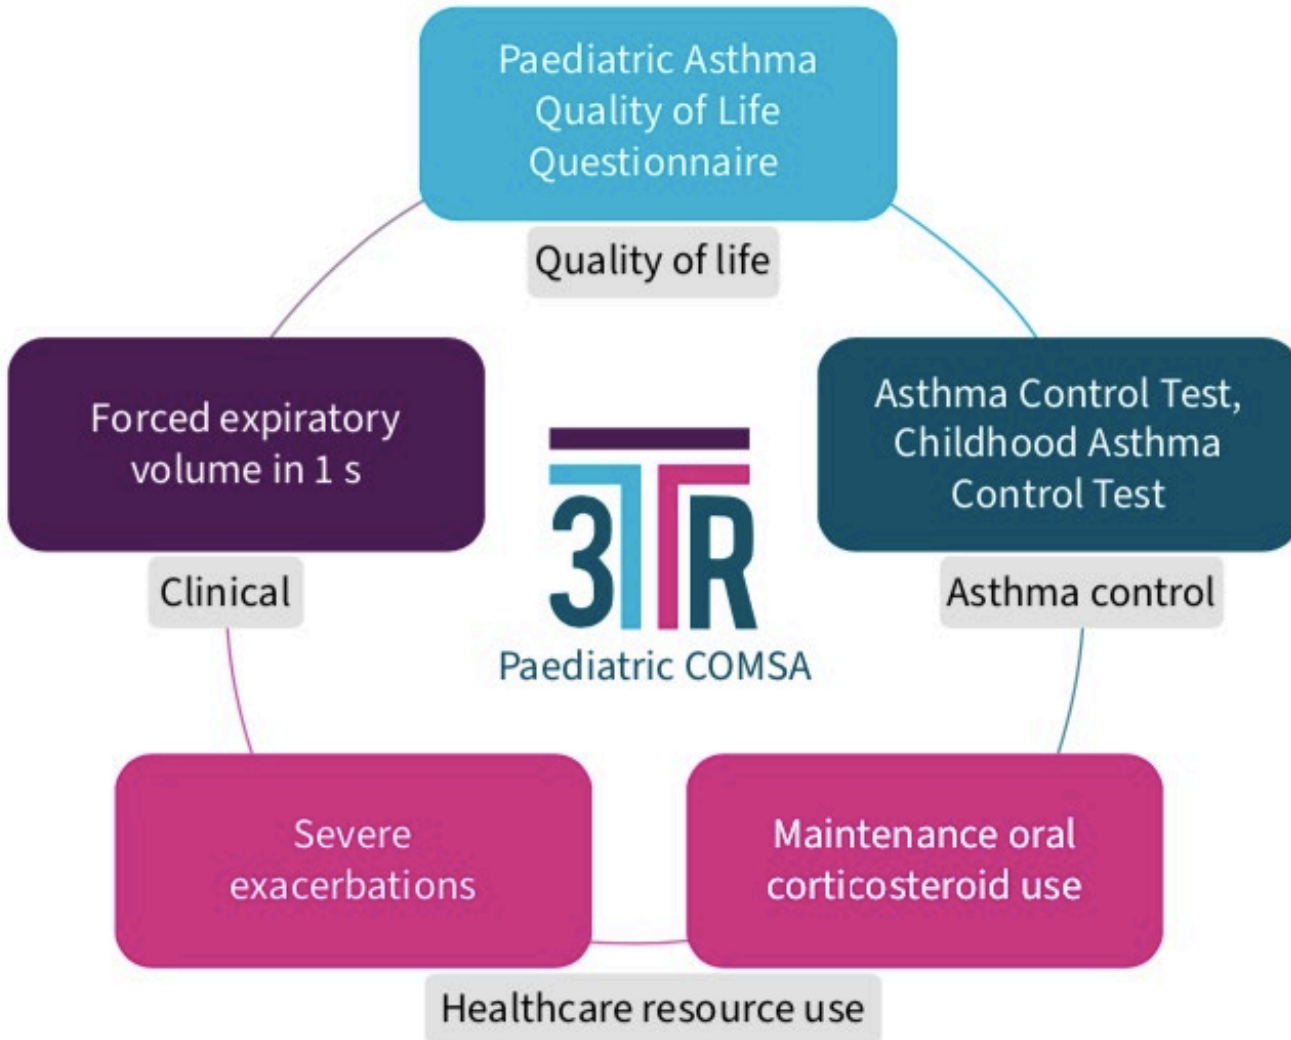 Paediatric Asthma
Quality of Life
Questionnaire
Quality of life
Forced expiratory
volume in 1 s
Clinical
Asthma Control Test,
Childhood Asthma
Control Test
Asthma control
3TR
Paediatric COMSA
Severe
exacerbations
Maintenance oral
corticosteroid use
Healthcare resource use